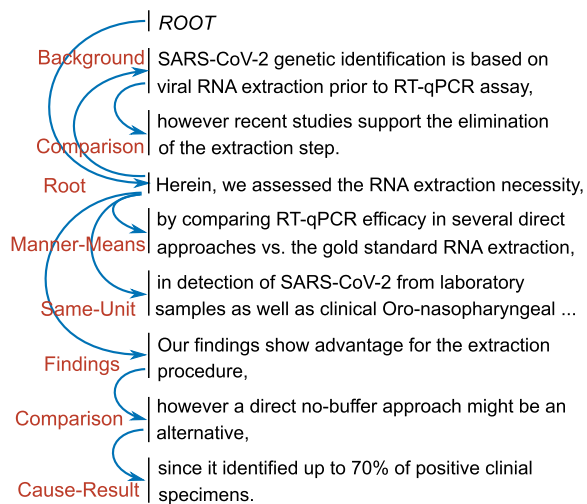 ROOT
Background
SARS-CoV-2 genetic identification is based on
viral RNA extraction prior to RT-qPCR assay,
however recent studies support the elimination
Comparison
of the extraction step.
Root
Herein, we assessed the RNA extraction necessity,
by comparing RT-qPCR efficacy in several direct
Manner-Means
approaches vs. the gold standard RNA extraction,
in detection of SARS-CoV-2 from laboratory
Same-Unit
samples as well as clinical Oro-nasopharyngeal ...
Our findings show advantage for the extraction
Findings
procedure,
however a direct no-buffer approach might be an
Comparison
alternative,
since it identified up to 70% of positive clinial
Cause-Result
specimens.